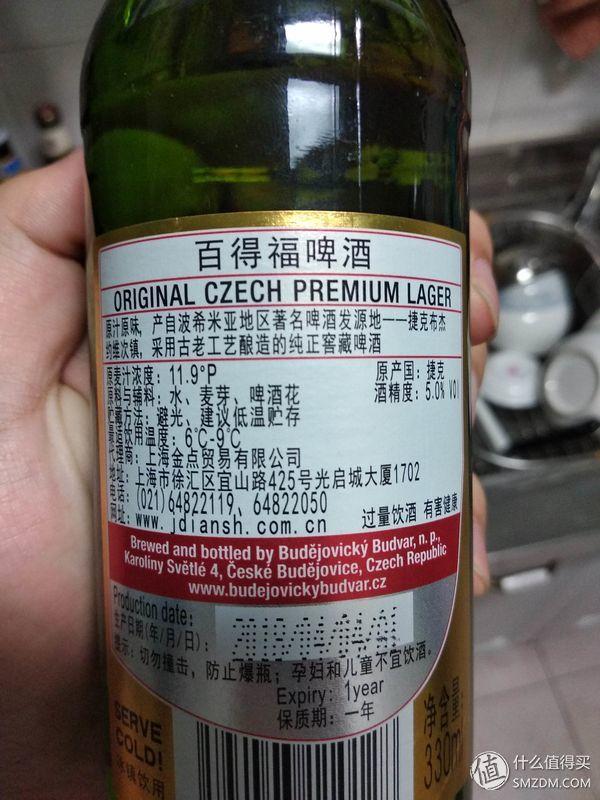 百得福啤酒
ORIGINAL CZECH PREMIUM LAGER
原汁原味，产自波希米亚地区著名啤酒发源地——捷克布杰
约维次镇，采用古老工艺酿造的纯正窖藏啤酒
原麦汁浓度：11.9°P 原产国：捷克
原料与辅料：水、麦芽、啤酒花 酒精度：5.0% VOl
贮藏方法：避光、建议低温贮存
最适饮用温度：6℃-9℃
代理商：上海金点贸易有限公司
地址：上海市徐汇区宜山路425号光启城大厦1702
电话：(021)64822119、64822050
网址：www.jdiansh.com.cn 过量饮酒 有害健康
Brewed and bottled by Budějovický Budvar, n. p.,
Karoliny Světlé 4, České Budějovice, Czech Republic
www.budejovickybudvar.cz
Production date:
生产日期(年/月/日)：
提示：切勿撞击，防止爆瓶；孕妇和儿童不宜饮酒。
Expiry: 1year
保质期：一年
SERVE
COLD!
冰镇饮用
净含量：
330ml
值 什么值得买
SMZDM.COM